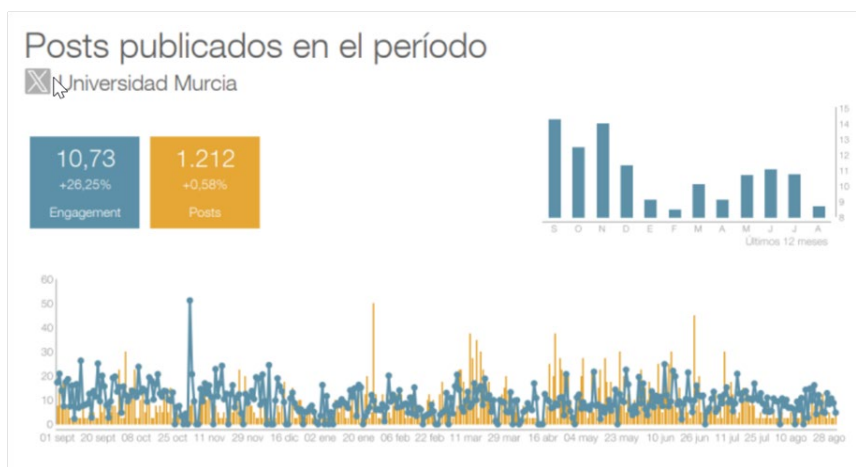 Posts publicados en el período
Universidad Murcia
10,73
+26,25%
Engagement
1.212
+0,58%
Posts
15
14
13
12
11
10
9
8
S O N D E F M A M J J A
Últimos 12 meses
60
50
40
30
20
10
0
01 sept 20 sept 08 oct 25 oct 11 nov 29 nov 16 dic 02 ene 20 ene 06 feb 22 feb 11 mar 29 mar 16 abr 04 may 23 may 10 jun 26 jun 11 jul 25 jul 10 ago 28 ago